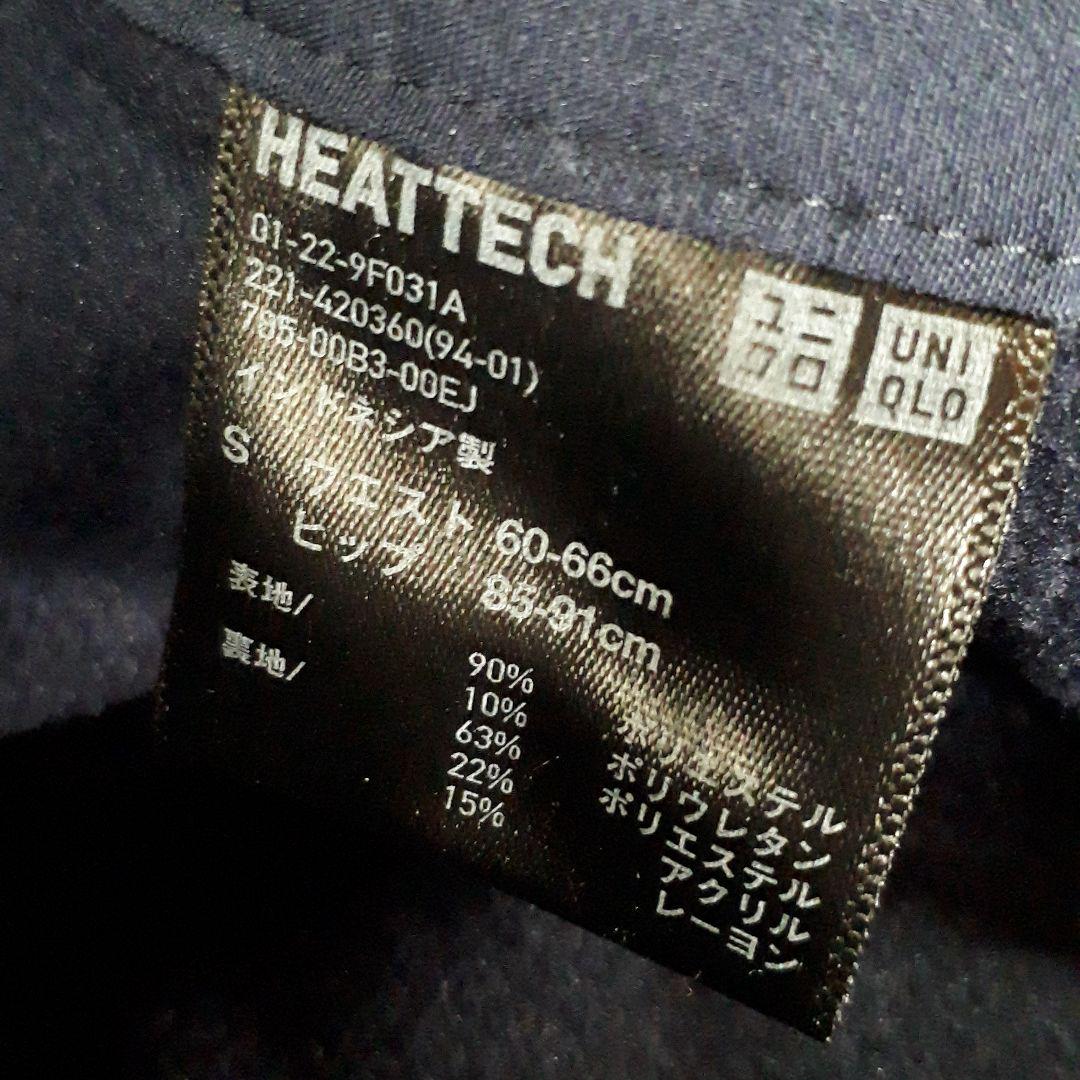 HEATTECH
01-22-9F031A
221-420360(94-01)
785-00B3-00EJ
インドネシア製
S ウエスト 60-66cm
ヒップ 85-91cm
表地/
90% ポリエステル
10% ポリウレタン
裏地/
63% ポリエステル
22% アクリル
15% レーヨン
ユニ
クロ
UNI
QLO